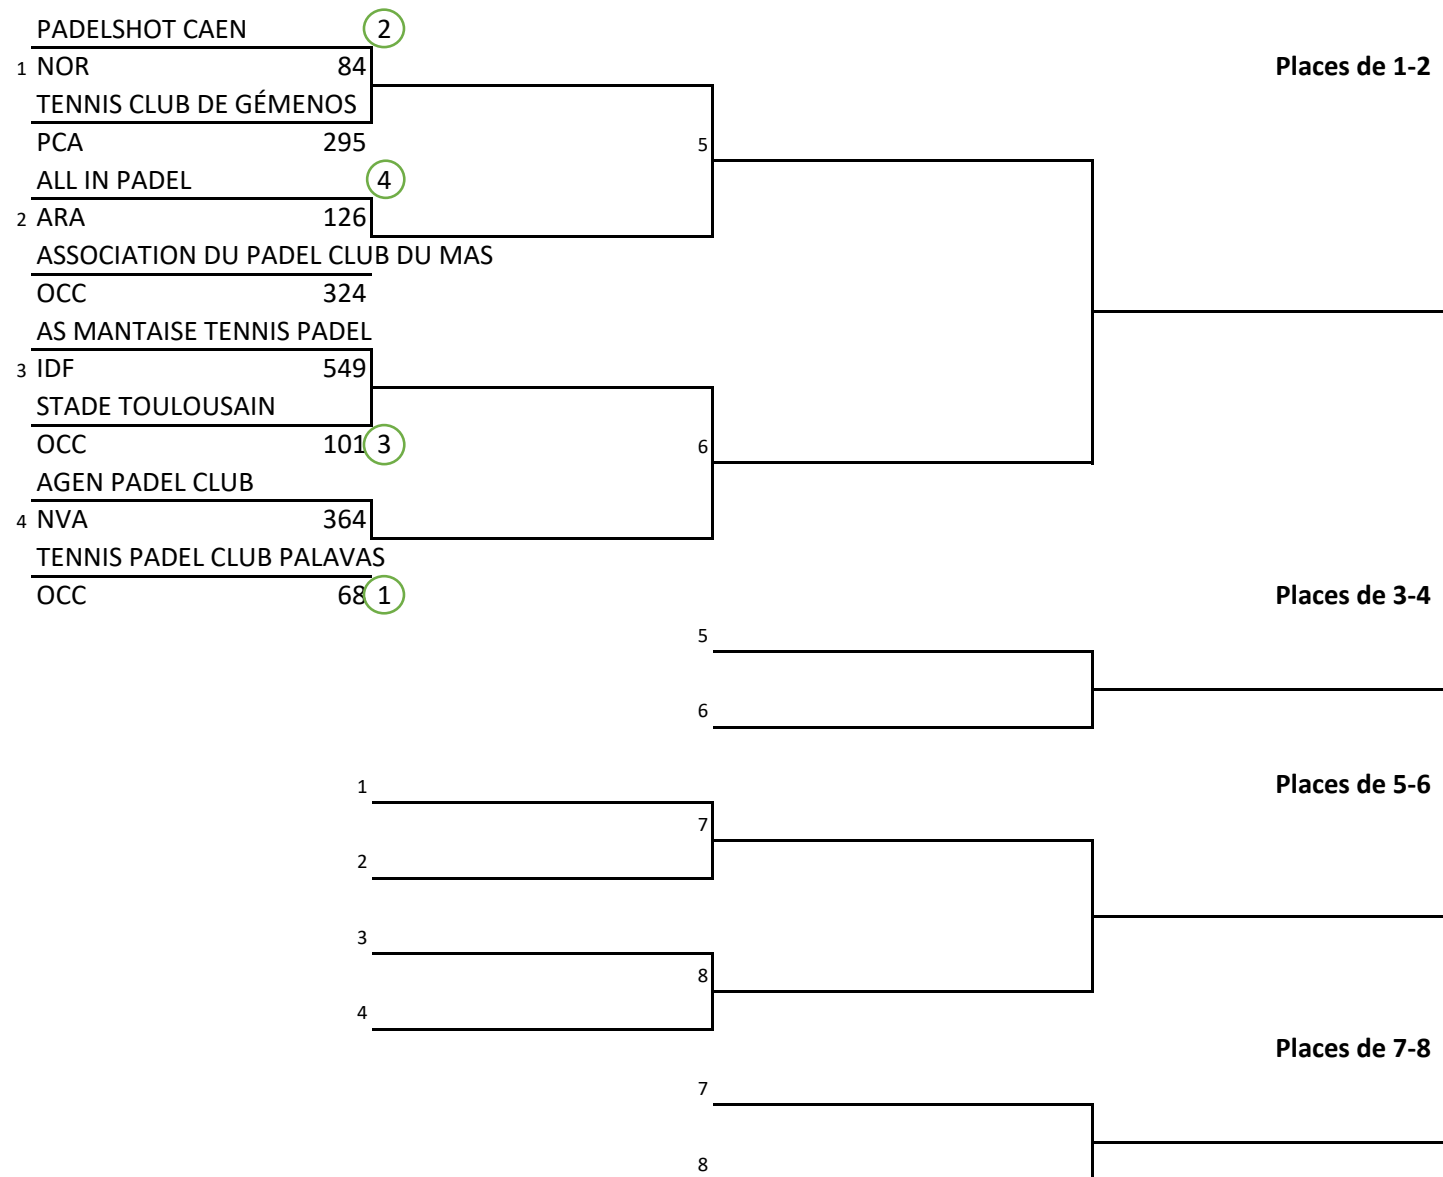 PADELSHOT CAEN 2
1 NOR 84 Places de 1-2
TENNIS CLUB DE GÉMENOS
PCA 295 5
ALL IN PADEL 4
2 ARA 126
ASSOCIATION DU PADEL CLUB DU MAS
OCC 324
AS MANTAISE TENNIS PADEL
3 IDF 549
STADE TOULOUSAIN
OCC 101 3 6
AGEN PADEL CLUB
4 NVA 364
TENNIS PADEL CLUB PALAVAS
OCC 68 1 Places de 3-4
5
6
1 Places de 5-6
7
2
3
8
4
Places de 7-8
7
8